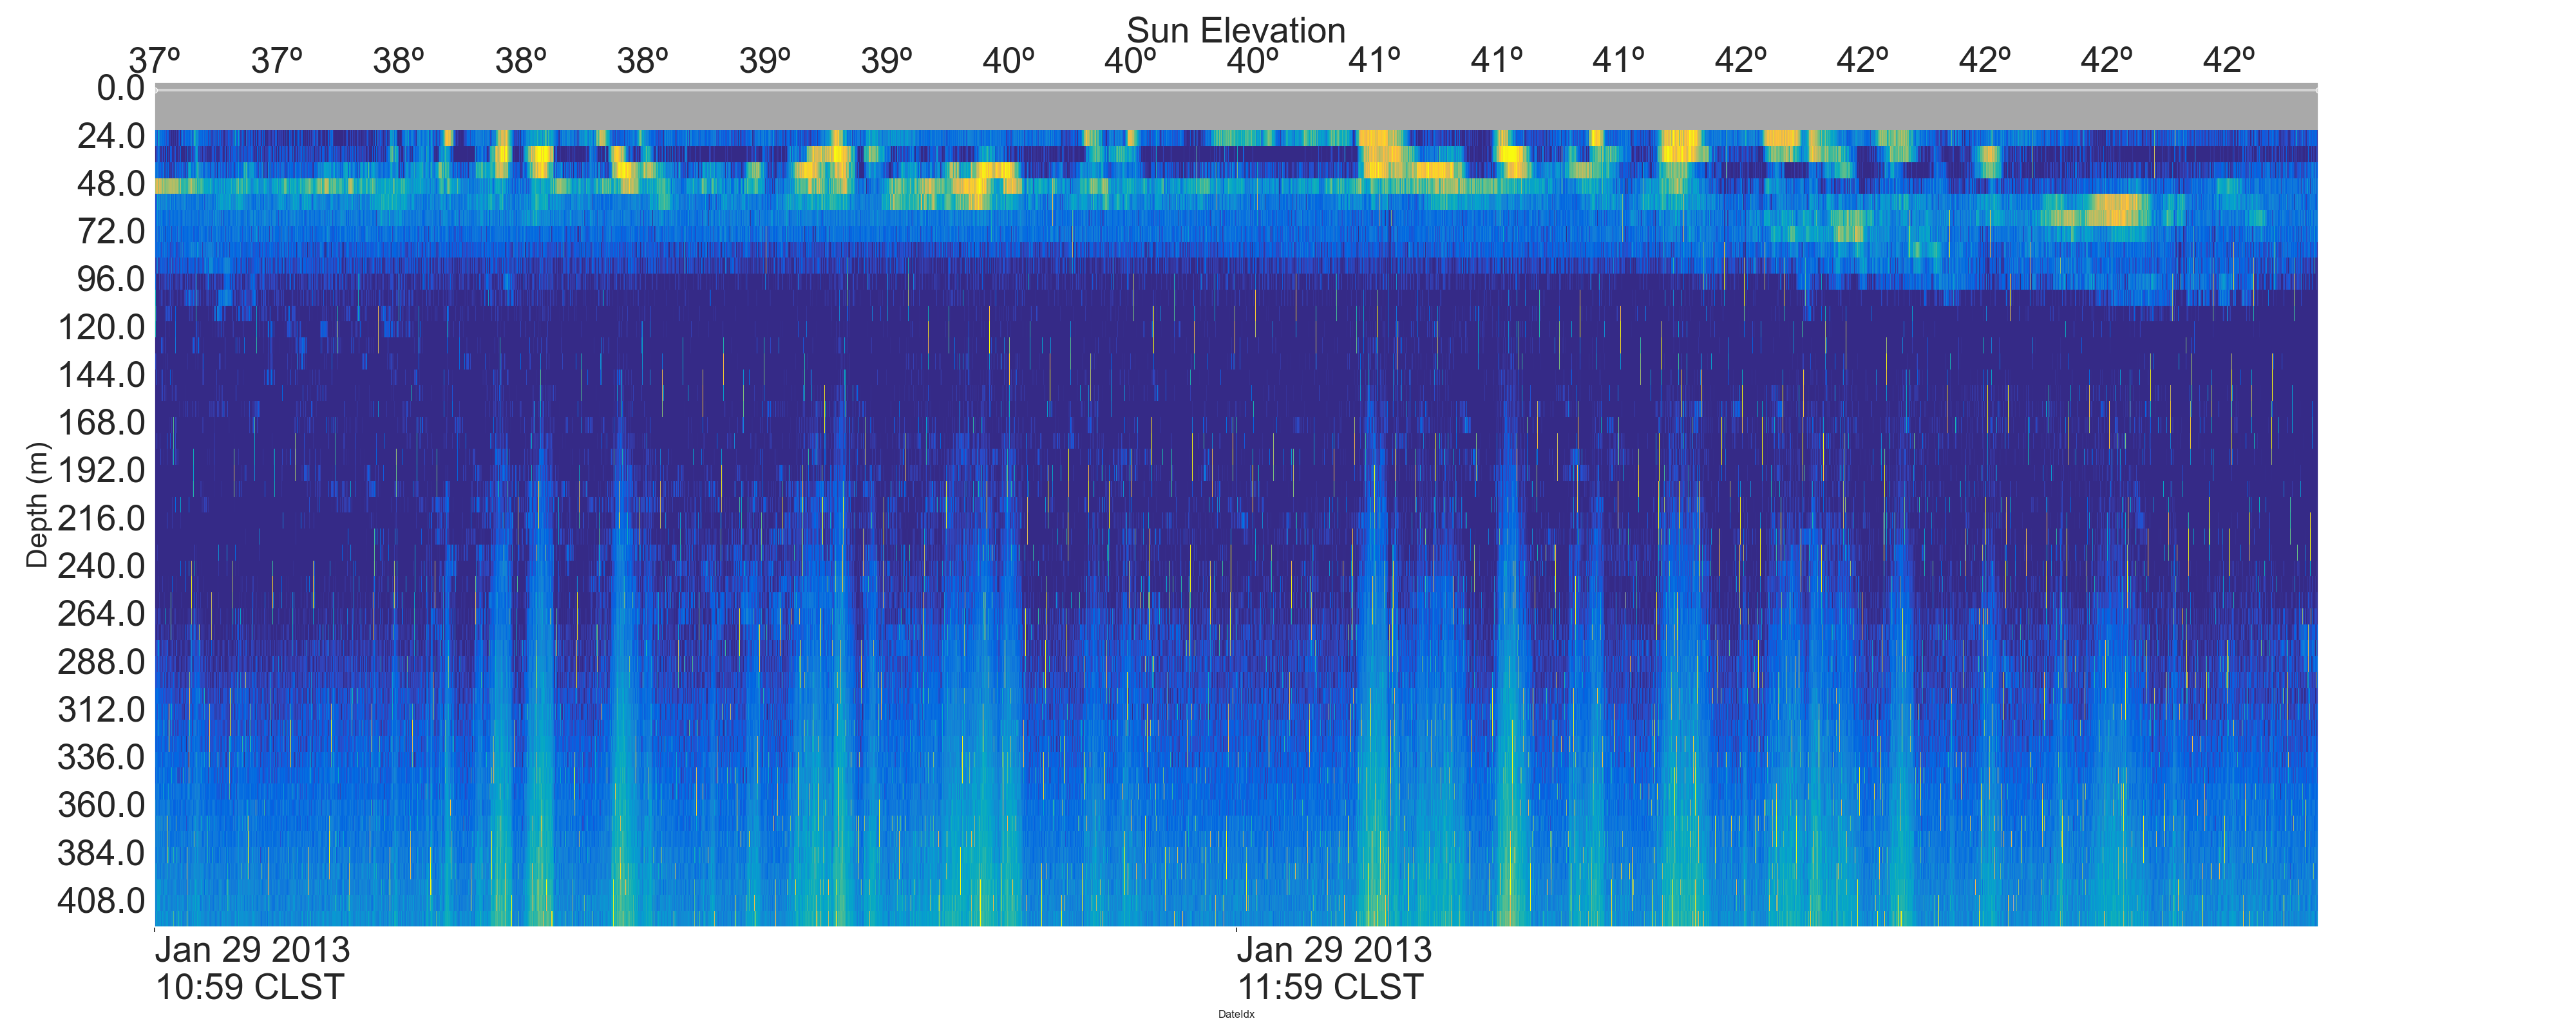 Sun Elevation
37º 37º 38º 38º 38º 39º 39º 40º 40º 40º 41º 41º 41º 42º 42º 42º 42º 42º
0.0
24.0
48.0
72.0
96.0
120.0
144.0
168.0
192.0
216.0
240.0
264.0
288.0
312.0
336.0
360.0
384.0
408.0
Depth (m)
Jan 29 2013
10:59 CLST
Jan 29 2013
11:59 CLST
DateIdx